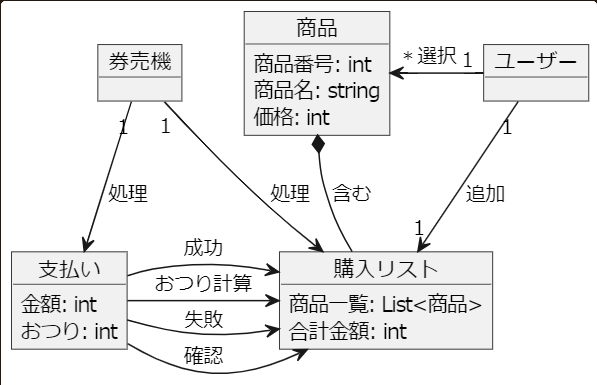 商品
商品番号: int
商品名: string
価格: int
券売機
ユーザー
* 選択 1
1
1
1
処理
処理
含む
追加
1
支払い
金額: int
おつり: int
成功
おつり計算
失敗
確認
購入リスト
商品一覧: List<商品>
合計金額: int